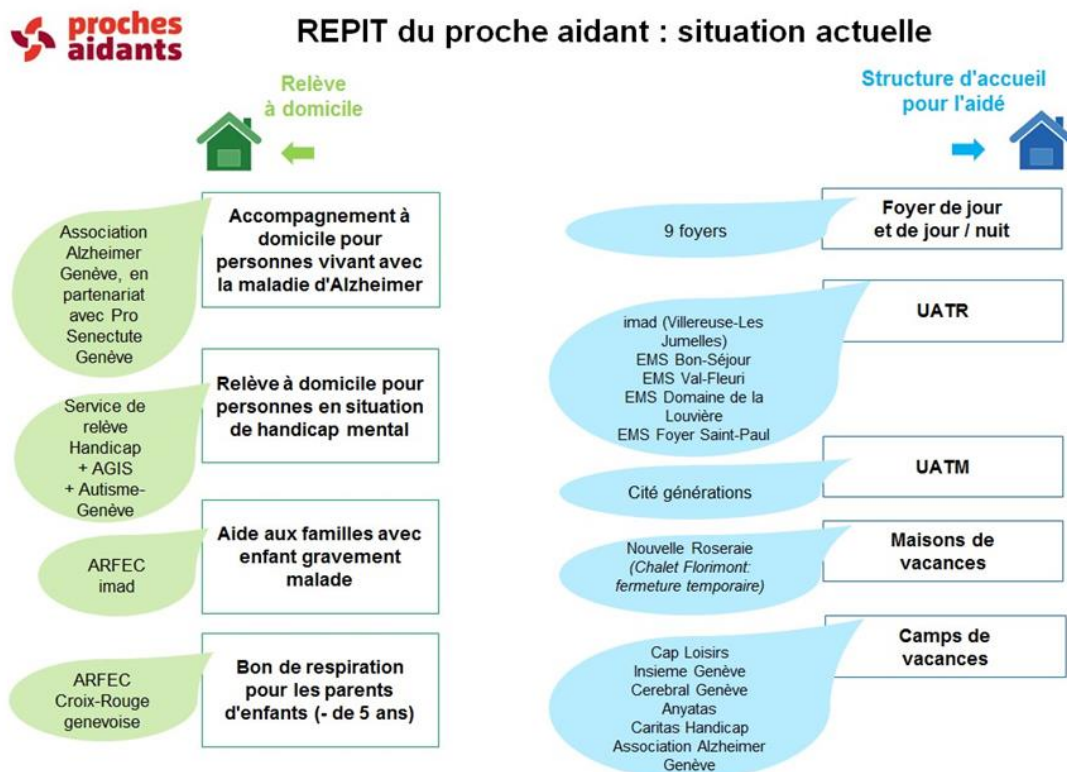 proches
aidants
REPIT du proche aidant : situation actuelle
Relève
à domicile
Association
Alzheimer
Genève, en
partenariat
avec Pro
Senectute
Genève
Accompagnement à
domicile pour
personnes vivant avec
la maladie d'Alzheimer
Service de
relève
Handicap
+ AGIS
+ Autisme-
Genève
Relève à domicile pour
personnes en situation
de handicap mental
ARFEC
imad
Aide aux familles avec
enfant gravement
malade
ARFEC
Croix-Rouge
genevoise
Bon de respiration
pour les parents
d'enfants (- de 5 ans)
Structure d'accueil
pour l'aidé
9 foyers
Foyer de jour
et de jour / nuit
imad (Villereuse-Les
Jumelles)
EMS Bon-Séjour
EMS Val-Fleuri
EMS Domaine de la
Louvière
EMS Foyer Saint-Paul
UATR
Cité générations
UATM
Nouvelle Roseraie
(Chalet Florimont:
fermeture temporaire)
Maisons de
vacances
Cap Loisirs
Insieme Genève
Cerebral Genève
Anyatas
Caritas Handicap
Association Alzheimer
Genève
Camps de
vacances